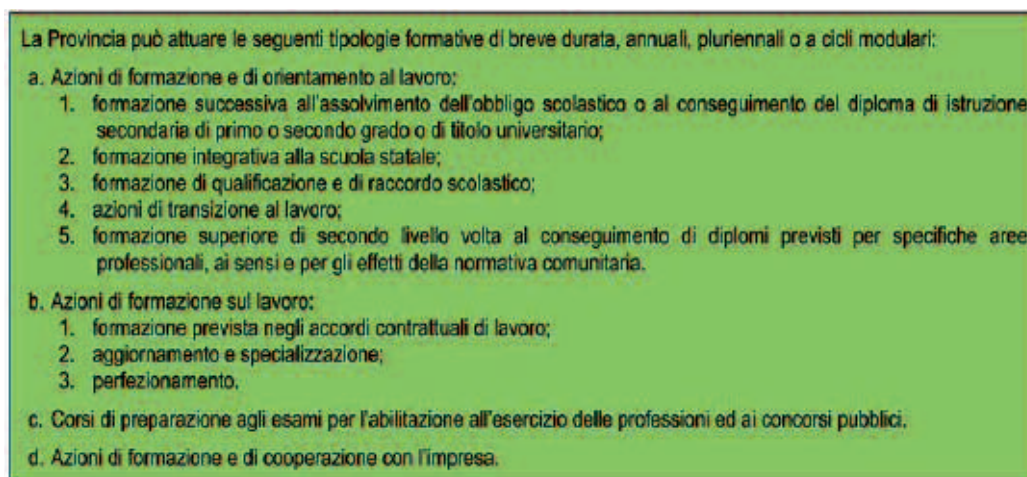 La Provincia può attuare le seguenti tipologie formative di breve durata, annuali, pluriennali o a cicli modulari:
a. Azioni di formazione e di orientamento al lavoro:
1. formazione successiva all'assolvimento dell'obbligo scolastico o al conseguimento del diploma di istruzione
secondaria di primo o secondo grado o di titolo universitario;
2. formazione integrativa alla scuola statale;
3. formazione di qualificazione e di raccordo scolastico;
4. azioni di transizione al lavoro;
5. formazione superiore di secondo livello volta al conseguimento di diplomi previsti per specifiche aree
professionali, ai sensi e per gli effetti della normativa comunitaria.
b. Azioni di formazione sul lavoro:
1. formazione prevista negli accordi contrattuali di lavoro;
2. aggiornamento e specializzazione;
3. perfezionamento.
c. Corsi di preparazione agli esami per l'abilitazione all'esercizio delle professioni ed ai concorsi pubblici.
d. Azioni di formazione e di cooperazione con l'impresa.